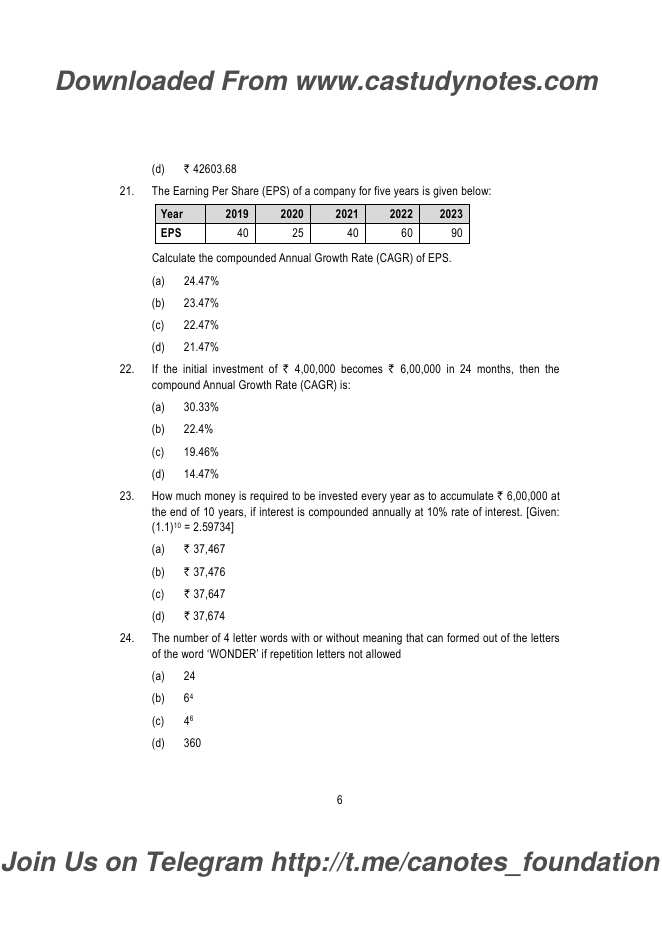 Downloaded From www.castudynotes.com
(d) ₹ 42603.68
21. The Earning Per Share (EPS) of a company for five years is given below:
Year 2019 2020 2021 2022 2023
EPS 40 25 40 60 90
Calculate the compounded Annual Growth Rate (CAGR) of EPS.
(a) 24.47%
(b) 23.47%
(c) 22.47%
(d) 21.47%
22. If the initial investment of ₹ 4,00,000 becomes ₹ 6,00,000 in 24 months, then the
compound Annual Growth Rate (CAGR) is:
(a) 30.33%
(b) 22.4%
(c) 19.46%
(d) 14.47%
23. How much money is required to be invested every year as to accumulate ₹ 6,00,000 at
the end of 10 years, if interest is compounded annually at 10% rate of interest. [Given:
(1.1)¹⁰ = 2.59734]
(a) ₹ 37,467
(b) ₹ 37,476
(c) ₹ 37,647
(d) ₹ 37,674
24. The number of 4 letter words with or without meaning that can formed out of the letters
of the word ‘WONDER’ if repetition letters not allowed
(a) 24
(b) 6⁴
(c) 4⁶
(d) 360
6
Join Us on Telegram http://t.me/canotes_foundation